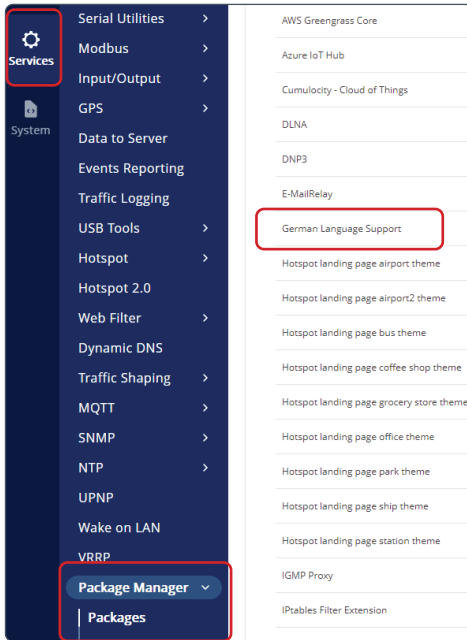 Services
System
Serial Utilities
Modbus
Input/Output
GPS
Data to Server
Events Reporting
Traffic Logging
USB Tools
Hotspot
Hotspot 2.0
Web Filter
Dynamic DNS
Traffic Shaping
MQTT
SNMP
NTP
UPNP
Wake on LAN
VRRP
Package Manager
Packages
AWS Greengrass Core
Azure IoT Hub
Cumulocity - Cloud of Things
DLNA
DNP3
E-MailRelay
German Language Support
Hotspot landing page airport theme
Hotspot landing page airport2 theme
Hotspot landing page bus theme
Hotspot landing page coffee shop theme
Hotspot landing page grocery store theme
Hotspot landing page office theme
Hotspot landing page park theme
Hotspot landing page ship theme
Hotspot landing page station theme
IGMP Proxy
IPtables Filter Extension